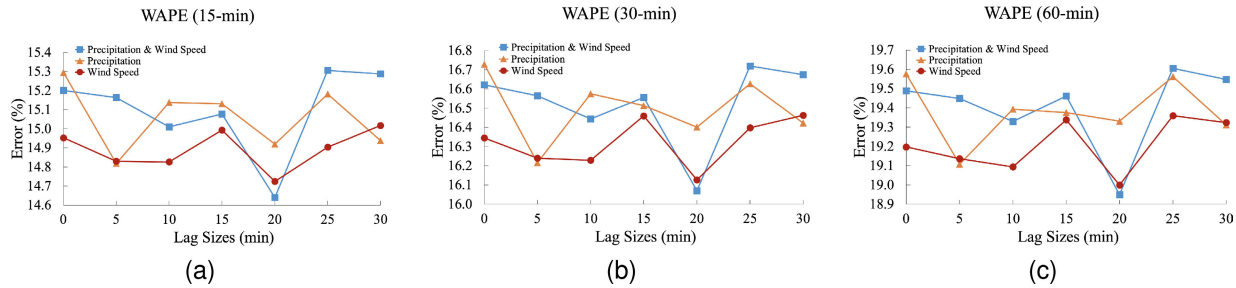 WAPE (15-min)
Precipitation & Wind Speed
Precipitation
Wind Speed
Error (%)
15.4
15.3
15.2
15.1
15.0
14.9
14.8
14.7
14.6
0 5 10 15 20 25 30
Lag Sizes (min)
(a)
WAPE (30-min)
Precipitation & Wind Speed
Precipitation
Wind Speed
Error (%)
16.8
16.7
16.6
16.5
16.4
16.3
16.2
16.1
16.0
0 5 10 15 20 25 30
Lag Sizes (min)
(b)
WAPE (60-min)
Precipitation & Wind Speed
Precipitation
Wind Speed
Error (%)
19.7
19.6
19.5
19.4
19.3
19.2
19.1
19.0
18.9
0 5 10 15 20 25 30
Lag Sizes (min)
(c)